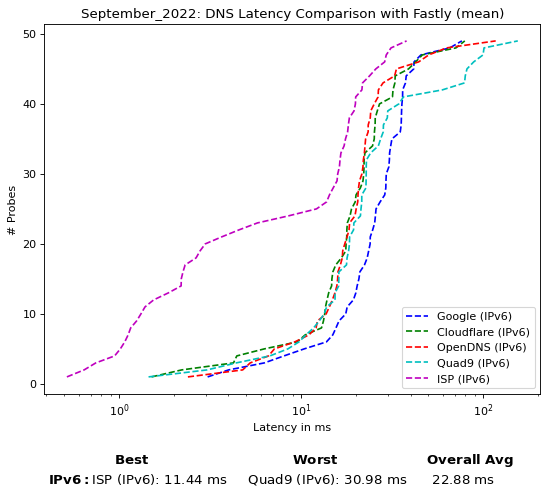 September_2022: DNS Latency Comparison with Fastly (mean)
50
40
30
20
10
0
# Probes
10⁰
10¹
10²
Latency in ms
Google (IPv6)
Cloudflare (IPv6)
OpenDNS (IPv6)
Quad9 (IPv6)
ISP (IPv6)
Best Worst Overall Avg
IPv6: ISP (IPv6): 11.44 ms Quad9 (IPv6): 30.98 ms 22.88 ms